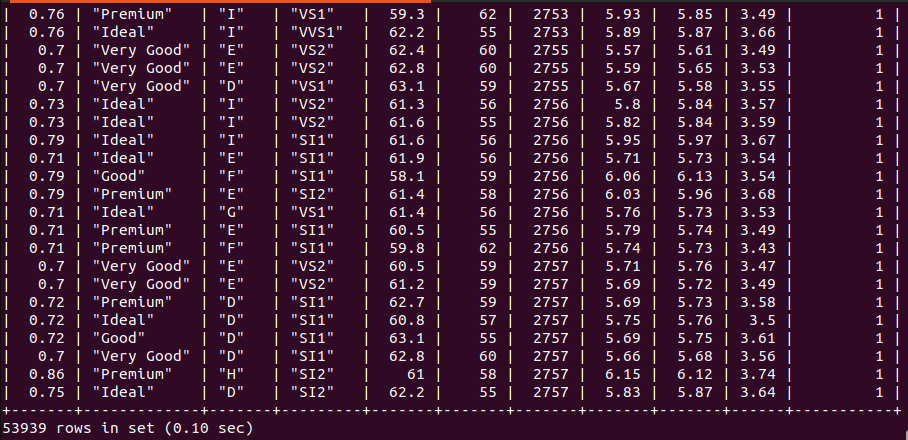 |  0.76 | "Premium"   | "I"   | "VS1"   |  59.3 |    62 |  2753 |  5.93 |  5.85 | 3.49 |         1 |
|  0.76 | "Ideal"     | "I"   | "VVS1"  |  62.2 |    55 |  2753 |  5.89 |  5.87 | 3.66 |         1 |
|   0.7 | "Very Good" | "E"   | "VS2"   |  62.4 |    60 |  2755 |  5.57 |  5.61 | 3.49 |         1 |
|   0.7 | "Very Good" | "E"   | "VS2"   |  62.8 |    60 |  2755 |  5.59 |  5.65 | 3.53 |         1 |
|   0.7 | "Very Good" | "D"   | "VS1"   |  63.1 |    59 |  2755 |  5.67 |  5.58 | 3.55 |         1 |
|  0.73 | "Ideal"     | "I"   | "VS2"   |  61.3 |    56 |  2756 |   5.8 |  5.84 | 3.57 |         1 |
|  0.73 | "Ideal"     | "I"   | "VS2"   |  61.6 |    55 |  2756 |  5.82 |  5.84 | 3.59 |         1 |
|  0.79 | "Ideal"     | "I"   | "SI1"   |  61.6 |    56 |  2756 |  5.95 |  5.97 | 3.67 |         1 |
|  0.71 | "Ideal"     | "E"   | "SI1"   |  61.9 |    56 |  2756 |  5.71 |  5.73 | 3.54 |         1 |
|  0.79 | "Good"      | "F"   | "SI1"   |  58.1 |    59 |  2756 |  6.06 |  6.13 | 3.54 |         1 |
|  0.79 | "Premium"   | "E"   | "SI2"   |  61.4 |    58 |  2756 |  6.03 |  5.96 | 3.68 |         1 |
|  0.71 | "Ideal"     | "G"   | "VS1"   |  61.4 |    56 |  2756 |  5.76 |  5.73 | 3.53 |         1 |
|  0.71 | "Premium"   | "E"   | "SI1"   |  60.5 |    55 |  2756 |  5.79 |  5.74 | 3.49 |         1 |
|  0.71 | "Premium"   | "F"   | "SI1"   |  59.8 |    62 |  2756 |  5.74 |  5.73 | 3.43 |         1 |
|   0.7 | "Very Good" | "E"   | "VS2"   |  60.5 |    59 |  2757 |  5.71 |  5.76 | 3.47 |         1 |
|   0.7 | "Very Good" | "E"   | "VS2"   |  61.2 |    59 |  2757 |  5.69 |  5.72 | 3.49 |         1 |
|  0.72 | "Premium"   | "D"   | "SI1"   |  62.7 |    59 |  2757 |  5.69 |  5.73 | 3.58 |         1 |
|  0.72 | "Ideal"     | "D"   | "SI1"   |  60.8 |    57 |  2757 |  5.75 |  5.76 |  3.5 |         1 |
|  0.72 | "Good"      | "D"   | "SI1"   |  63.1 |    55 |  2757 |  5.69 |  5.75 | 3.61 |         1 |
|   0.7 | "Very Good" | "D"   | "SI1"   |  62.8 |    60 |  2757 |  5.66 |  5.68 | 3.56 |         1 |
|  0.86 | "Premium"   | "H"   | "SI2"   |    61 |    58 |  2757 |  6.15 |  6.12 | 3.74 |         1 |
|  0.75 | "Ideal"     | "D"   | "SI2"   |  62.2 |    55 |  2757 |  5.83 |  5.87 | 3.64 |         1 |
+-------+-------------+-------+---------+-------+-------+-------+-------+-------+------+-----------+
53939 rows in set (0.10 sec)